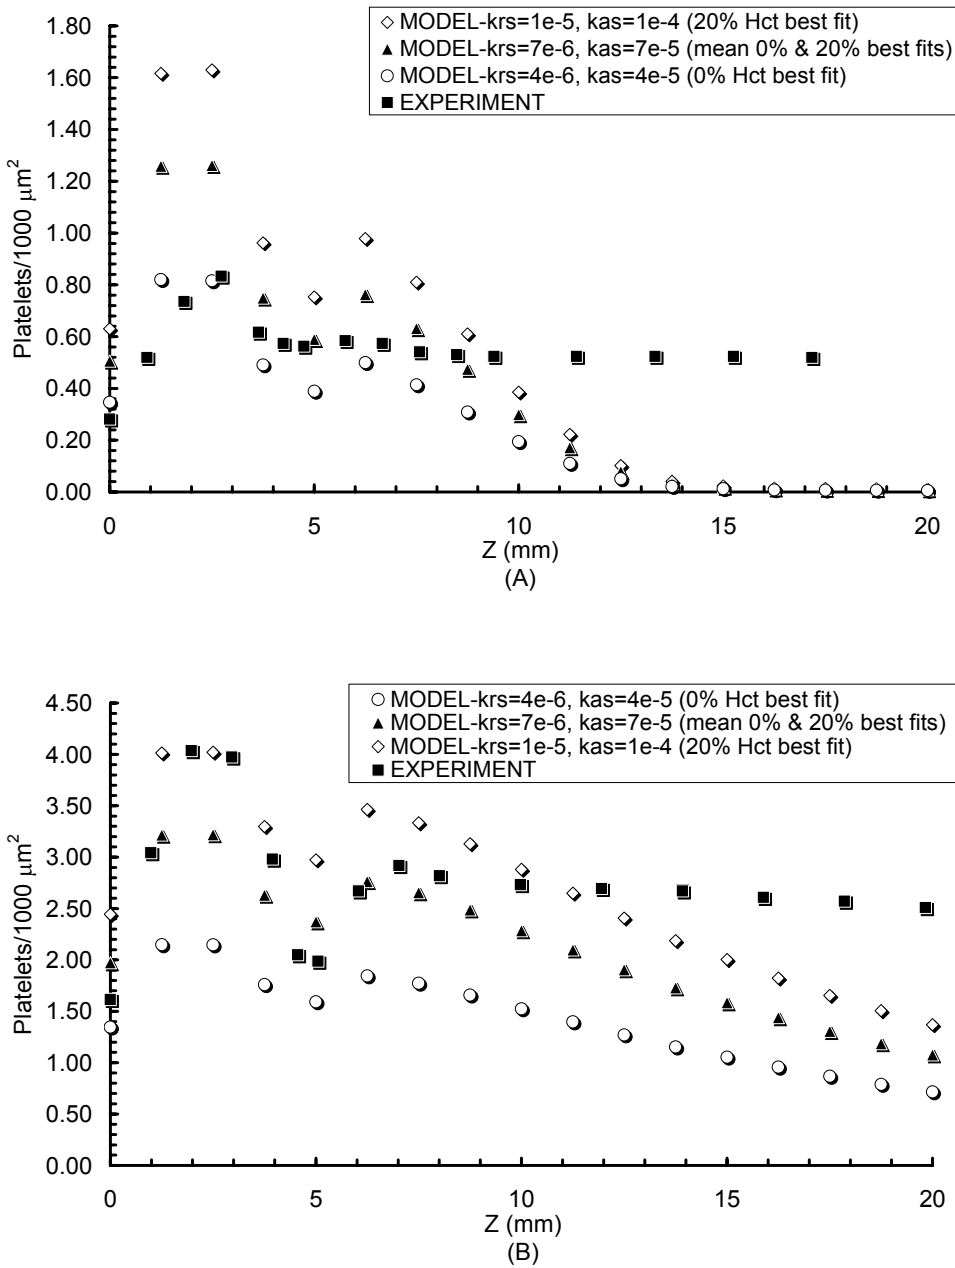 MODEL-krs=1e-5, kas=1e-4 (20% Hct best fit)
MODEL-krs=7e-6, kas=7e-5 (mean 0% & 20% best fits)
MODEL-krs=4e-6, kas=4e-5 (0% Hct best fit)
EXPERIMENT
Platelets/1000 μm²
1.80
1.60
1.40
1.20
1.00
0.80
0.60
0.40
0.20
0.00
0 5 10 15 20
Z (mm)
(A)
MODEL-krs=4e-6, kas=4e-5 (0% Hct best fit)
MODEL-krs=7e-6, kas=7e-5 (mean 0% & 20% best fits)
MODEL-krs=1e-5, kas=1e-4 (20% Hct best fit)
EXPERIMENT
Platelets/1000 μm²
4.50
4.00
3.50
3.00
2.50
2.00
1.50
1.00
0.50
0.00
0 5 10 15 20
Z (mm)
(B)